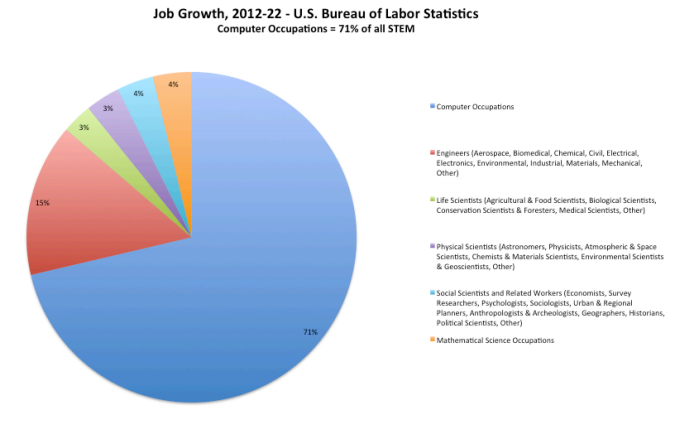 Job Growth, 2012-22 - U.S. Bureau of Labor Statistics
Computer Occupations = 71% of all STEM
4%
4%
3%
3%
15%
71%
Computer Occupations
Engineers (Aerospace, Biomedical, Chemical, Civil, Electrical,
Electronics, Environmental, Industrial, Materials, Mechanical,
Other)
Life Scientists (Agricultural & Food Scientists, Biological Scientists,
Conservation Scientists & Foresters, Medical Scientists, Other)
Physical Scientists (Astronomers, Physicists, Atmospheric & Space
Scientists, Chemists & Materials Scientists, Environmental Scientists
& Geoscientists, Other)
Social Scientists and Related Workers (Economists, Survey
Researchers, Psychologists, Sociologists, Urban & Regional
Planners, Anthropologists & Archeologists, Geographers, Historians,
Political Scientists, Other)
Mathematical Science Occupations